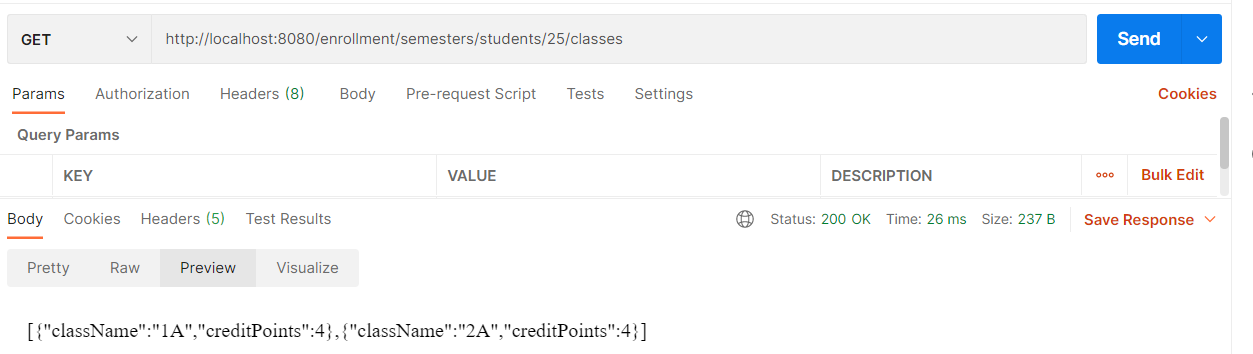 GET http://localhost:8080/enrollment/semesters/students/25/classes Send
Params Authorization Headers (8) Body Pre-request Script Tests Settings Cookies
Query Params
KEY VALUE DESCRIPTION Bulk Edit
Body Cookies Headers (5) Test Results Status: 200 OK Time: 26 ms Size: 237 B Save Response
Pretty Raw Preview Visualize
[{"className":"1A","creditPoints":4},{"className":"2A","creditPoints":4}]